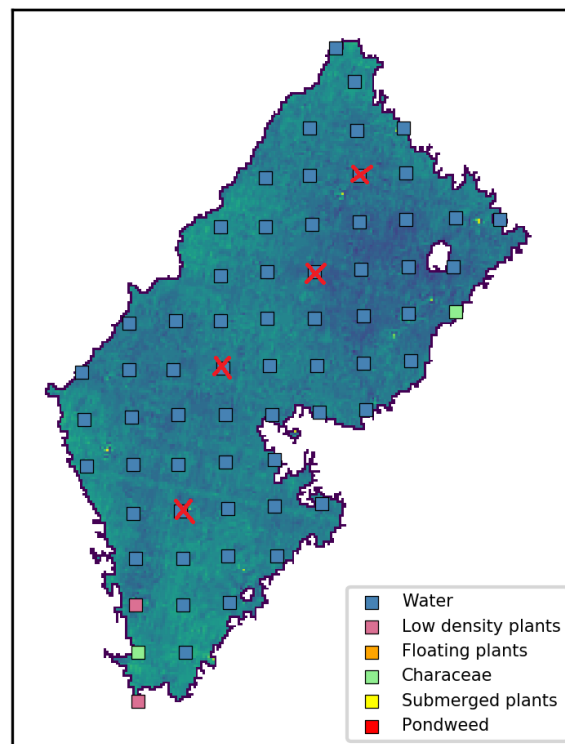 Water
Low density plants
Floating plants
Characeae
Submerged plants
Pondweed